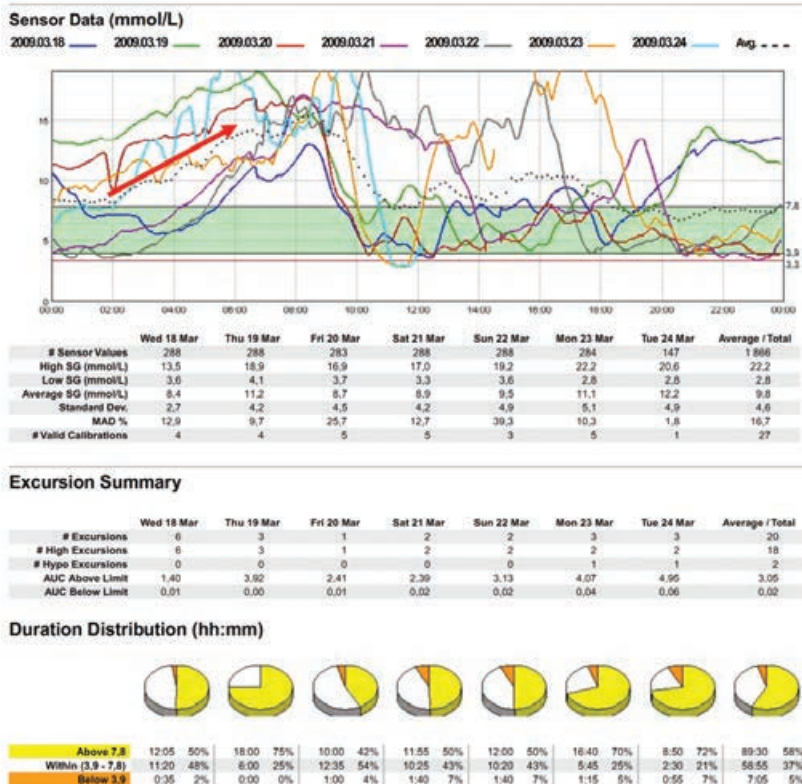 Sensor Data (mmol/L)
2009.03.18 2009.03.19 2009.03.20 2009.03.21 2009.03.22 2009.03.23 2009.03.24 Avg.
15
10
5
0
7,8
3,9
3,3
00:00 02:00 04:00 06:00 08:00 10:00 12:00 14:00 16:00 18:00 20:00 22:00 00:00
Wed 18 Mar Thu 19 Mar Fri 20 Mar Sat 21 Mar Sun 22 Mar Mon 23 Mar Tue 24 Mar Average / Total
# Sensor Values 288 288 283 288 288 284 147 1 866
High SG (mmol/L) 13,5 18,9 16,9 17,0 19,2 22,2 20,6 22,2
Low SG (mmol/L) 3,6 4,1 3,7 3,3 3,6 2,8 2,8 2,8
Average SG (mmol/L) 8,4 11,2 8,7 8,9 9,5 11,1 12,2 9,8
Standard Dev. 2,7 4,2 4,5 4,2 4,9 5,1 4,9 4,6
MAD % 12,9 9,7 25,7 12,7 39,3 10,3 1,8 16,7
# Valid Calibrations 4 4 5 5 3 5 1 27
Excursion Summary
Wed 18 Mar Thu 19 Mar Fri 20 Mar Sat 21 Mar Sun 22 Mar Mon 23 Mar Tue 24 Mar Average / Total
# Excursions 6 3 1 2 2 3 3 20
# High Excursions 6 3 1 2 2 2 2 18
# Hypo Excursions 0 0 0 0 0 1 1 2
AUC Above Limit 1,40 3,92 2,41 2,39 3,13 4,07 4,95 3,05
AUC Below Limit 0,01 0,00 0,01 0,02 0,02 0,04 0,06 0,02
Duration Distribution (hh:mm)
Above 7,8 12:05 50% 18:00 75% 10:00 42% 11:55 50% 12:00 50% 16:40 70% 8:50 72% 89:30 58%
Within (3,9 - 7,8) 11:20 48% 6:00 25% 12:35 54% 10:25 43% 10:20 43% 5:45 25% 2:30 21% 58:55 37%
Below 3,9 0:35 2% 0:00 0% 1:00 4% 1:40 7% 1:40 7% 1:15 5% 0:55 7% 7:05 5%